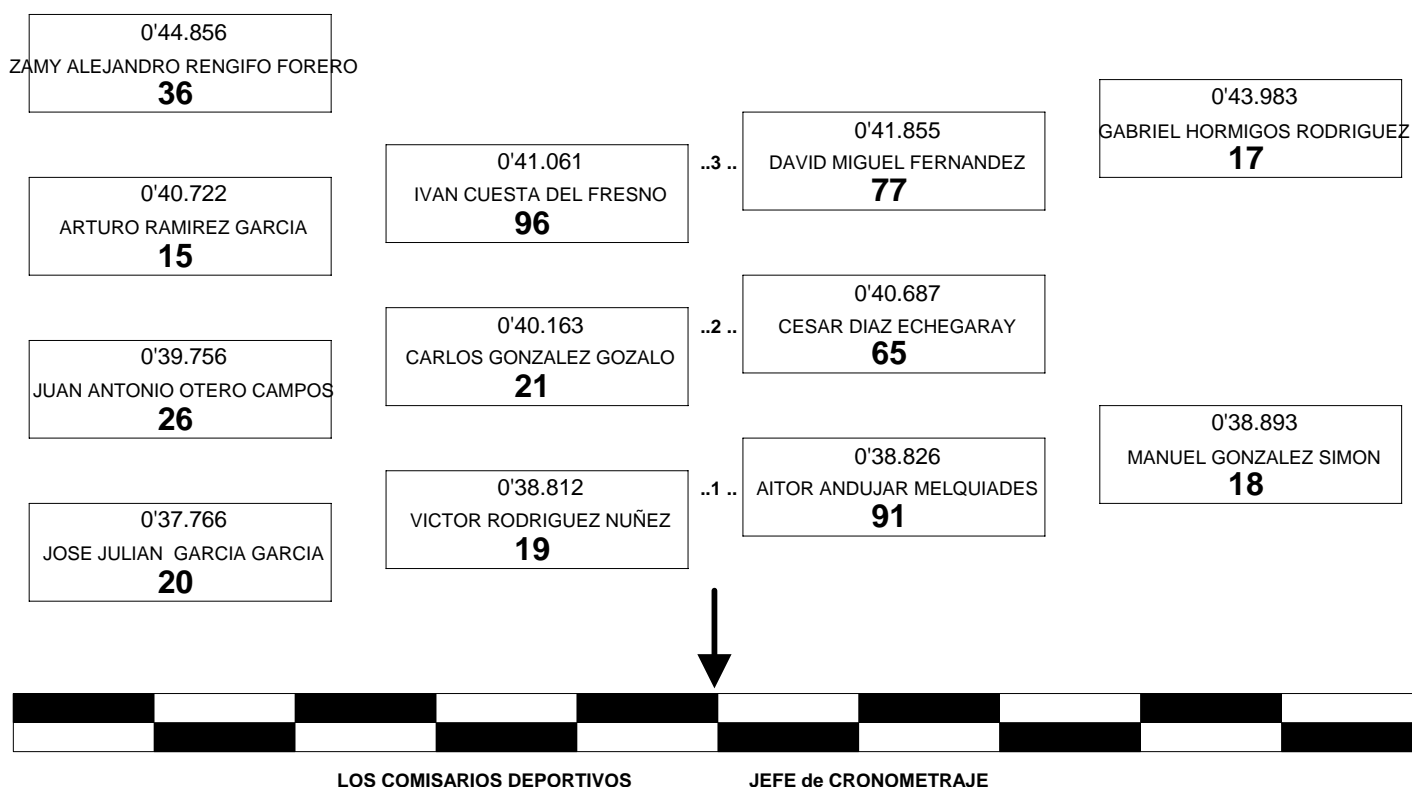 0'44.856
ZAMY ALEJANDRO RENGIFO FORERO
36
0'43.983
GABRIEL HORMIGOS RODRIGUEZ
17
0'41.855
DAVID MIGUEL FERNANDEZ
77
..3 ..
0'41.061
IVAN CUESTA DEL FRESNO
96
0'40.722
ARTURO RAMIREZ GARCIA
15
0'40.687
CESAR DIAZ ECHEGARAY
65
..2 ..
0'40.163
CARLOS GONZALEZ GOZALO
21
0'39.756
JUAN ANTONIO OTERO CAMPOS
26
0'38.893
MANUEL GONZALEZ SIMON
18
0'38.826
AITOR ANDUJAR MELQUIADES
91
..1 ..
0'38.812
VICTOR RODRIGUEZ NUÑEZ
19
0'37.766
JOSE JULIAN  GARCIA GARCIA
20
LOS COMISARIOS DEPORTIVOS
JEFE de CRONOMETRAJE